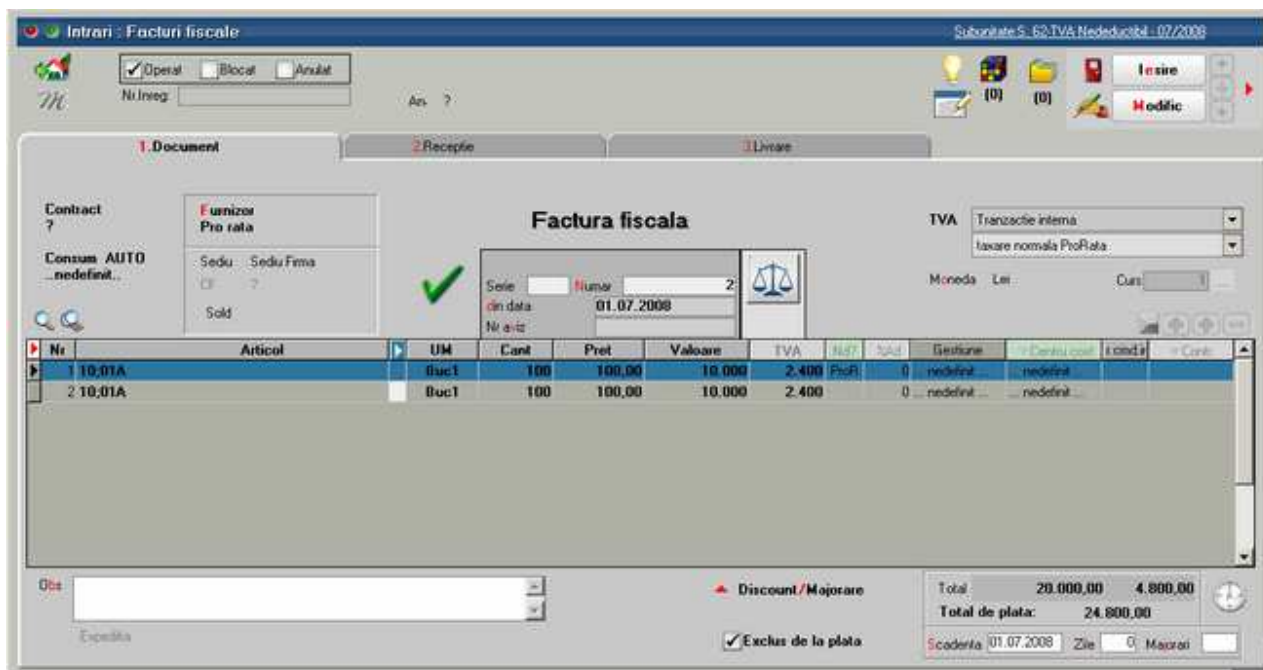 Intrari : Facturi fiscale
Subunitate S_62-TVA Nedeductibil - 07/2008
Operat Blocat Anulat
Nr.Inreg
An ?
(0) (0)
Iesire
Modific
1.Document 2.Receptie 3.Livrare
Contract
?
Furnizor
Pro rata
Factura fiscala
TVA Tranzactie interna
taxare normala ProRata
Consum AUTO
...nedefinit..
Sediu Sediu Firma
CF ?
Sold
Serie Numar 2
din data 01.07.2008
Nr aviz
Moneda Lei Curs 1
Nr Articol UM Cant Pret Valoare TVA Nd? %Ad Gestiune Centru cost
1 10;01A Buc1 100 100,00 10.000 2.400 ProR 0 ... nedefinit ... ... nedefinit ...
2 10;01A Buc1 100 100,00 10.000 2.400 0 ... nedefinit ... ... nedefinit ...
Obs
Discount/Majorare
Total 20.000,00 4.800,00
Total de plata: 24.800,00
Expeditia
Exclus de la plata
Scadenta 01.07.2008 Zile 0 Majorari